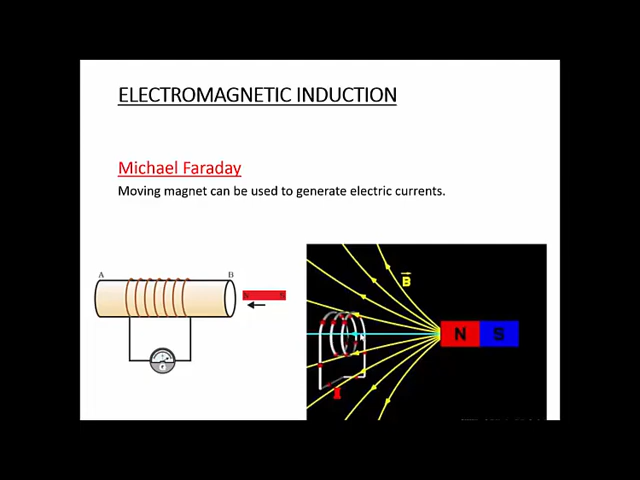 ELECTROMAGNETIC INDUCTION
Michael Faraday
Moving magnet can be used to generate electric currents.
A
B
B
N
S